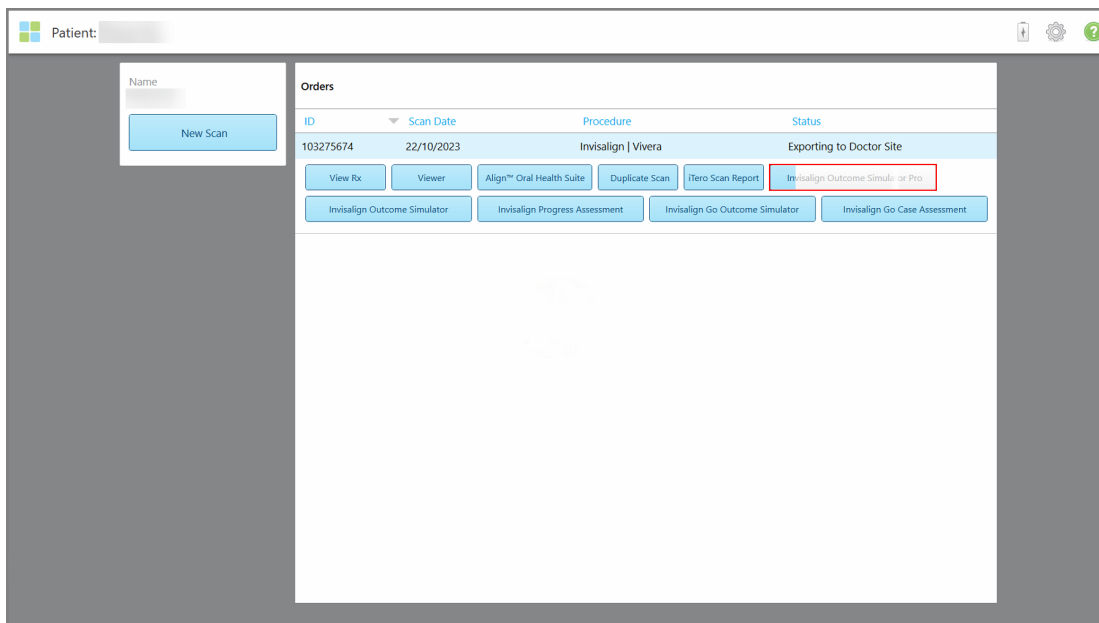 Patient:
?
Name
New Scan
Orders
ID Scan Date Procedure Status
103275674 22/10/2023 Invisalign | Vivera Exporting to Doctor Site
View Rx Viewer Align™ Oral Health Suite Duplicate Scan iTero Scan Report Invisalign Outcome Simulator Pro
Invisalign Outcome Simulator Invisalign Progress Assessment Invisalign Go Outcome Simulator Invisalign Go Case Assessment